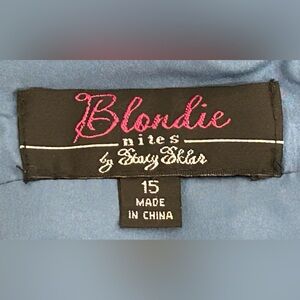 Blondie
nites
by Stacy Sklar
15
MADE
IN CHINA